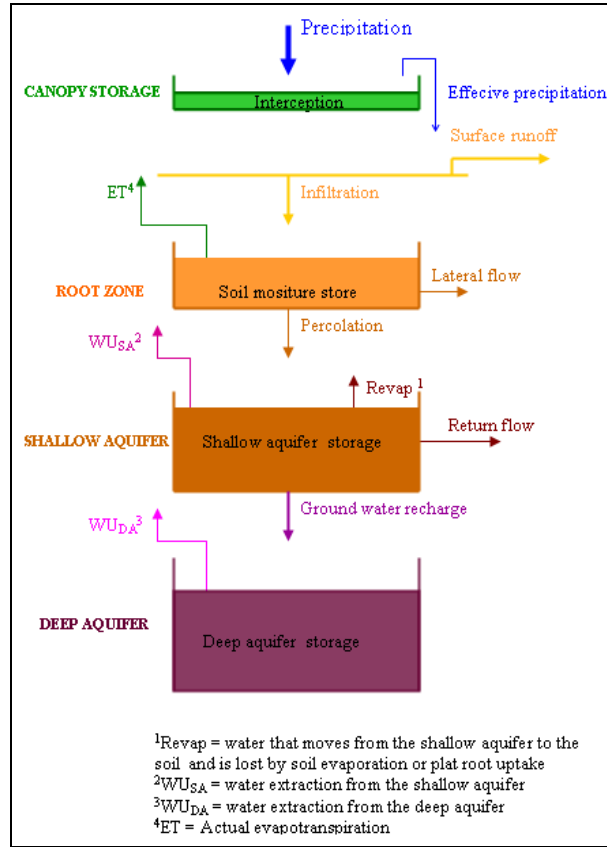 Precipitation
CANOPY STORAGE
Interception
Effecive precipitation
Surface runoff
ET4
Infiltration
ROOT ZONE
Soil mositure store
Lateral flow
Percolation
WUSA2
Revap 1
SHALLOW AQUIFER
Shallow aquifer storage
Return flow
Ground water recharge
WUDA3
DEEP AQUIFER
Deep aquifer storage
1Revap = water that moves from the shallow aquifer to the
soil and is lost by soil evaporation or plat root uptake
2WUSA = water extraction from the shallow aquifer
3WUDA = water extraction from the deep aquifer
4ET = Actual evapotranspiration